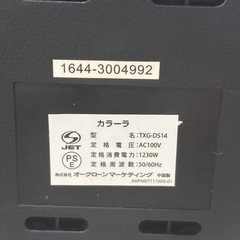 1644-3004992
カラーラ
型 名：TXG-DS14
定 格 電 圧：AC100V
定格消費電力：1230W
定 格 周 波 数：50/60Hz
JET
PS
E
株式会社 オークローンマーケティング 中国製